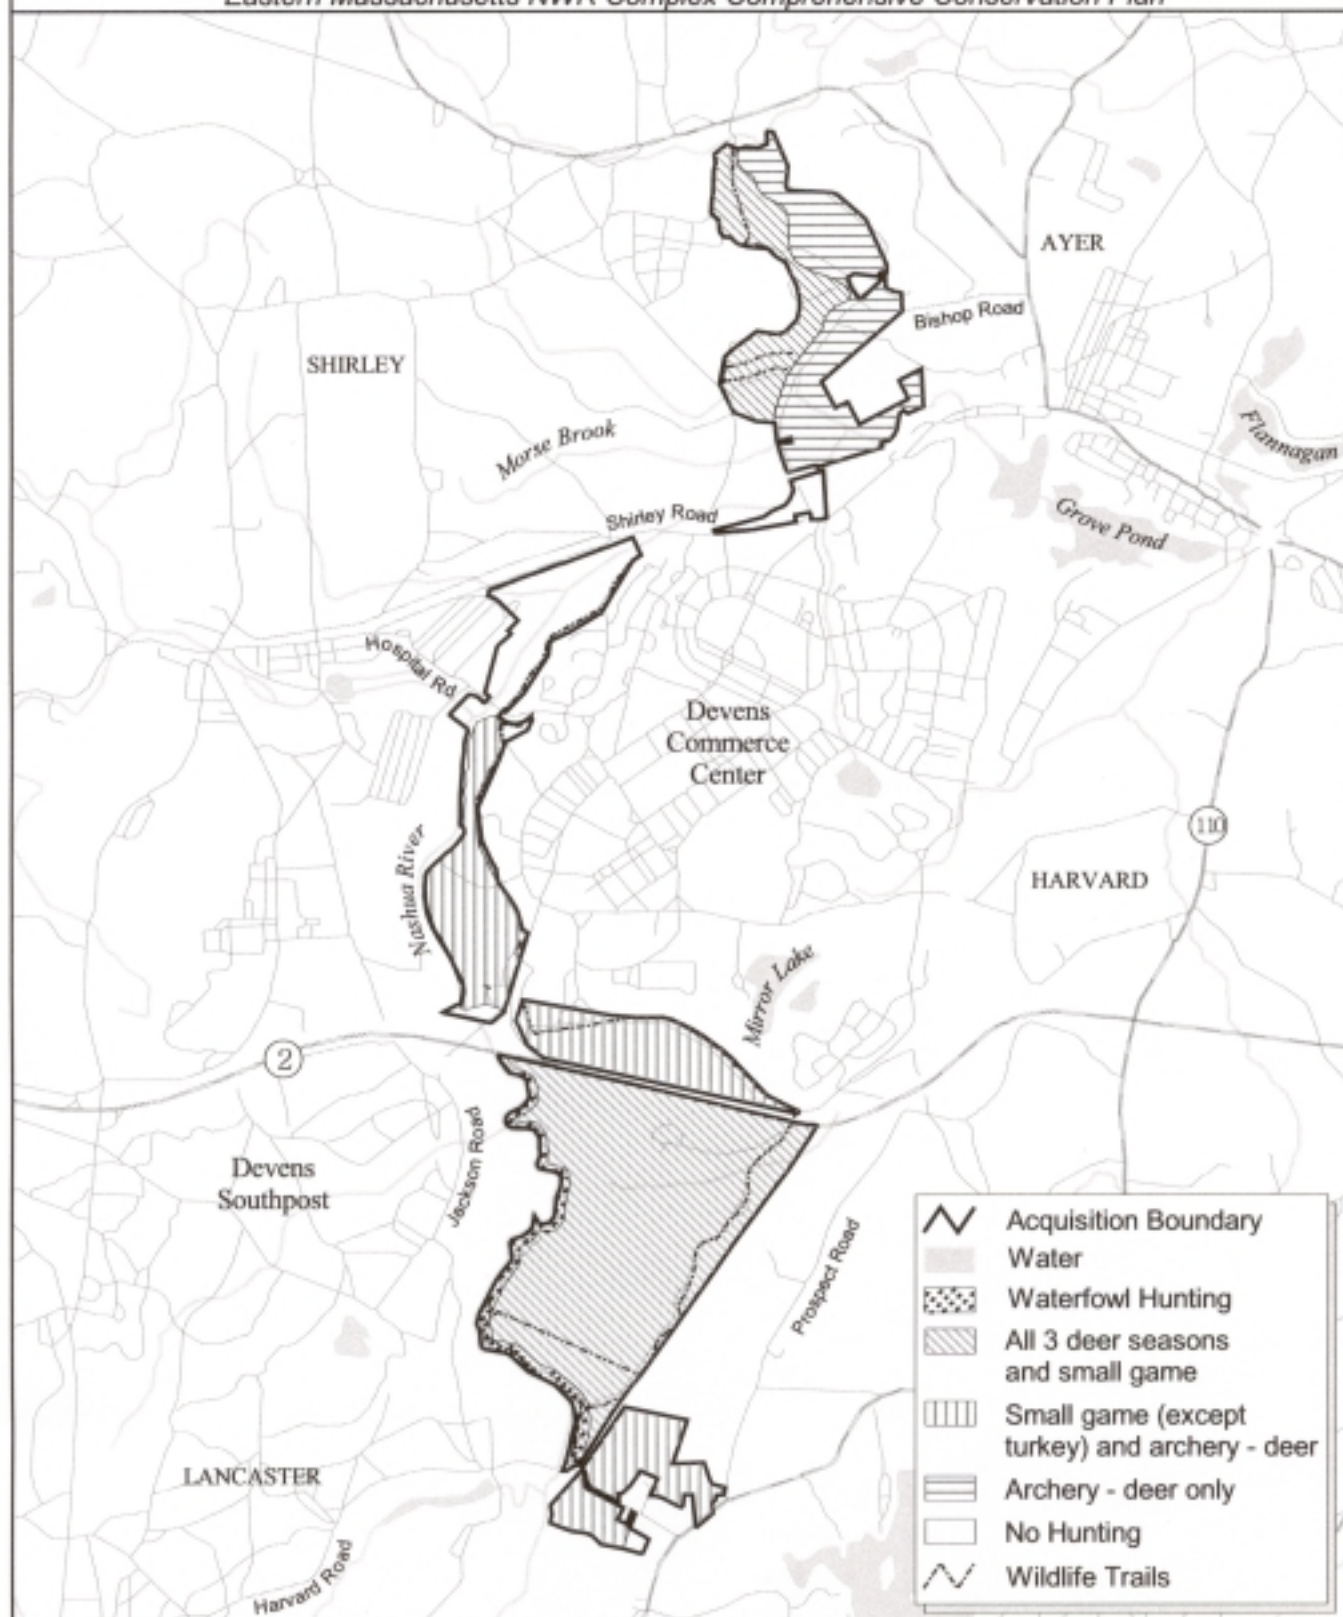 Eastern Massachusetts NWR Complex Comprehensive Conservation Plan
AYER
Bishop Road
SHIRLEY
Flannagan
Morse Brook
Shirley Road
Grove Pond
Hospital Rd
Devens
Commerce
Center
110
Nashua River
HARVARD
Mirror Lake
2
Jackson Road
Devens
Southpost
Prospect Road
LANCASTER
Harvard Road
Acquisition Boundary
Water
Waterfowl Hunting
All 3 deer seasons
and small game
Small game (except
turkey) and archery - deer
Archery - deer only
No Hunting
Wildlife Trails